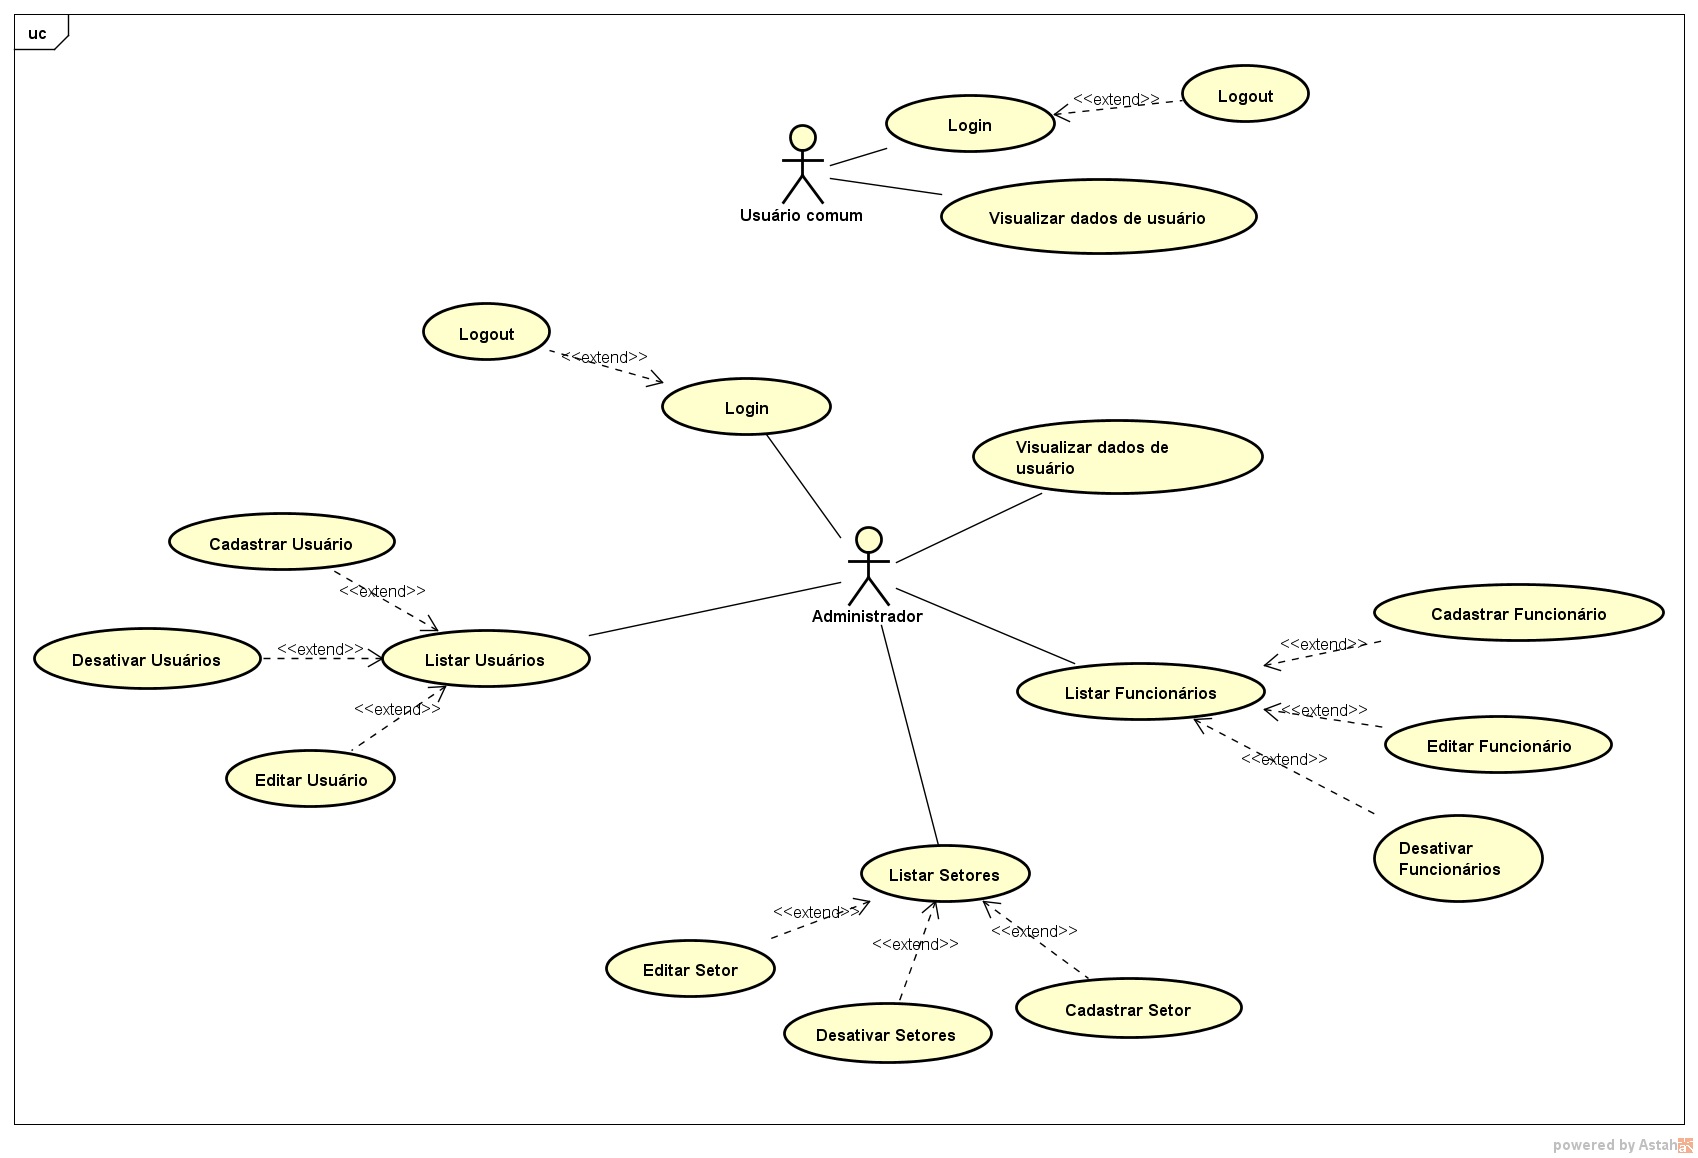 uc
<<extend>>
Logout
Login
Usuário comum
Visualizar dados de usuário
Logout
<<extend>>
Login
Visualizar dados de
usuário
Cadastrar Usuário
<<extend>>
Administrador
Cadastrar Funcionário
Desativar Usuários
<<extend>>
Listar Usuários
<<extend>>
Listar Funcionários
<<extend>>
<<extend>>
Editar Funcionário
Editar Usuário
<<extend>>
Desativar
Funcionários
Listar Setores
<<extend>>
<<extend>>
<<extend>>
Editar Setor
Desativar Setores
Cadastrar Setor
powered by Astah